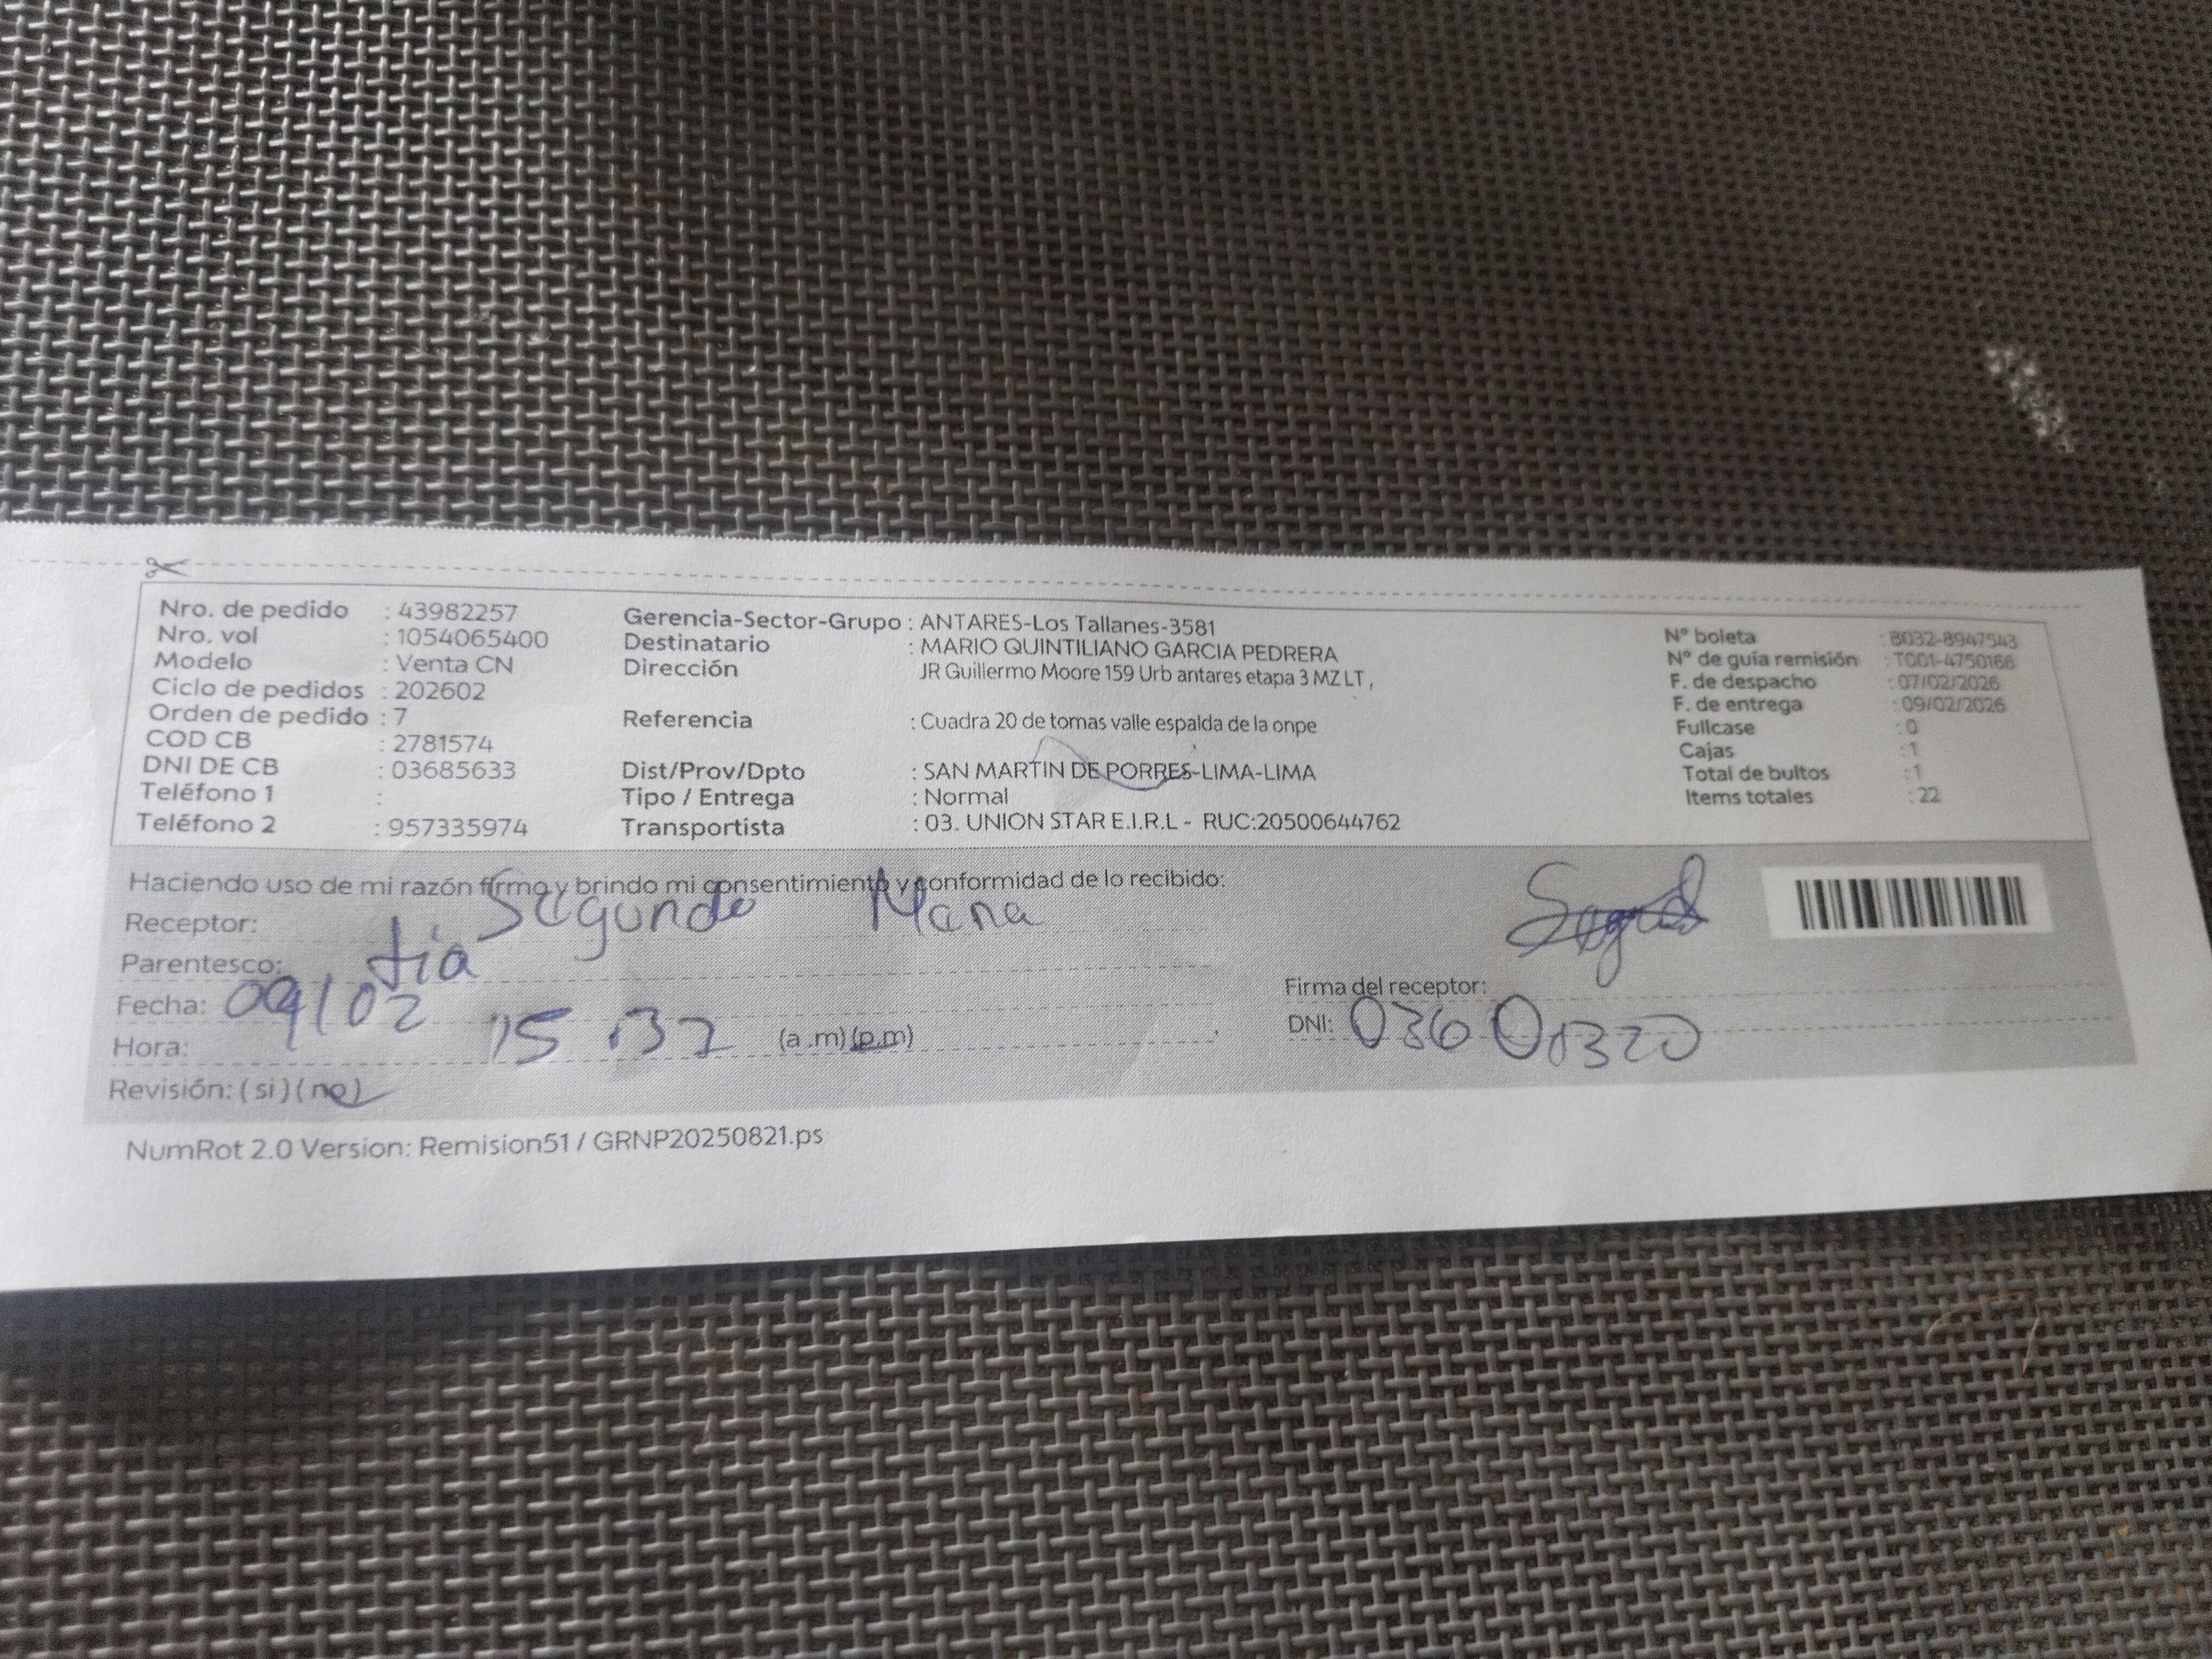 Nro. de pedido : 43982257
Nro. vol : 1054065400
Modelo : Venta CN
Ciclo de pedidos : 202602
Orden de pedido : 7
COD CB : 2781574
DNI DE CB : 03685633
Teléfono 1 :
Teléfono 2 : 957335974
Gerencia-Sector-Grupo : ANTARES-Los Tallanes-3581
Destinatario : MARIO QUINTILIANO GARCIA PEDRERA
Dirección JR Guillermo Moore 159 Urb antares etapa 3 MZ LT ,
Referencia : Cuadra 20 de tomas valle espalda de la onpe
Dist/Prov/Dpto : SAN MARTIN DE PORRES-LIMA-LIMA
Tipo / Entrega : Normal
Transportista : 03. UNION STAR E.I.R.L - RUC:20500644762
N° boleta : B032-8947543
N° de guía remisión : T001-4750166
F. de despacho : 07/02/2026
F. de entrega : 09/02/2026
Fullcase : 0
Cajas : 1
Total de bultos : 1
Items totales : 22
Haciendo uso de mi razón firmo y brindo mi consentimiento y conformidad de lo recibido:
Receptor: Segundo
Parentesco: tia
Fecha: 09/02
Hora: 15:37 (a .m) (p.m)
Revisión: ( si ) ( no )
Firma del receptor:
DNI:
NumRot 2.0 Version: Remision51 / GRNP20250821.ps